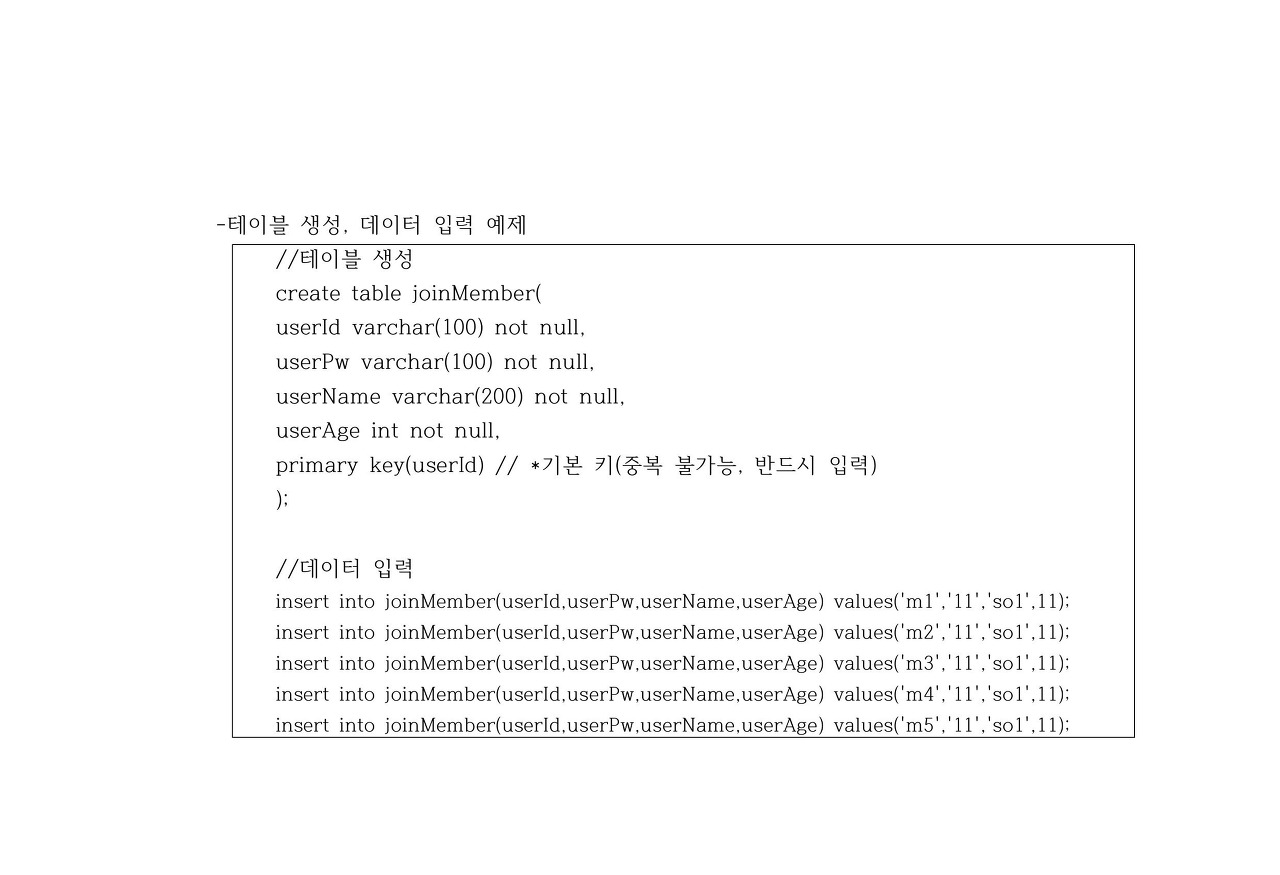 -테이블 생성, 데이터 입력 예제
//테이블 생성
create table joinMember(
userId varchar(100) not null,
userPw varchar(100) not null,
userName varchar(200) not null,
userAge int not null,
primary key(userId) // *기본 키(중복 불가능, 반드시 입력)
);
//데이터 입력
insert into joinMember(userId,userPw,userName,userAge) values('m1','11','so1',11);
insert into joinMember(userId,userPw,userName,userAge) values('m2','11','so1',11);
insert into joinMember(userId,userPw,userName,userAge) values('m3','11','so1',11);
insert into joinMember(userId,userPw,userName,userAge) values('m4','11','so1',11);
insert into joinMember(userId,userPw,userName,userAge) values('m5','11','so1',11);